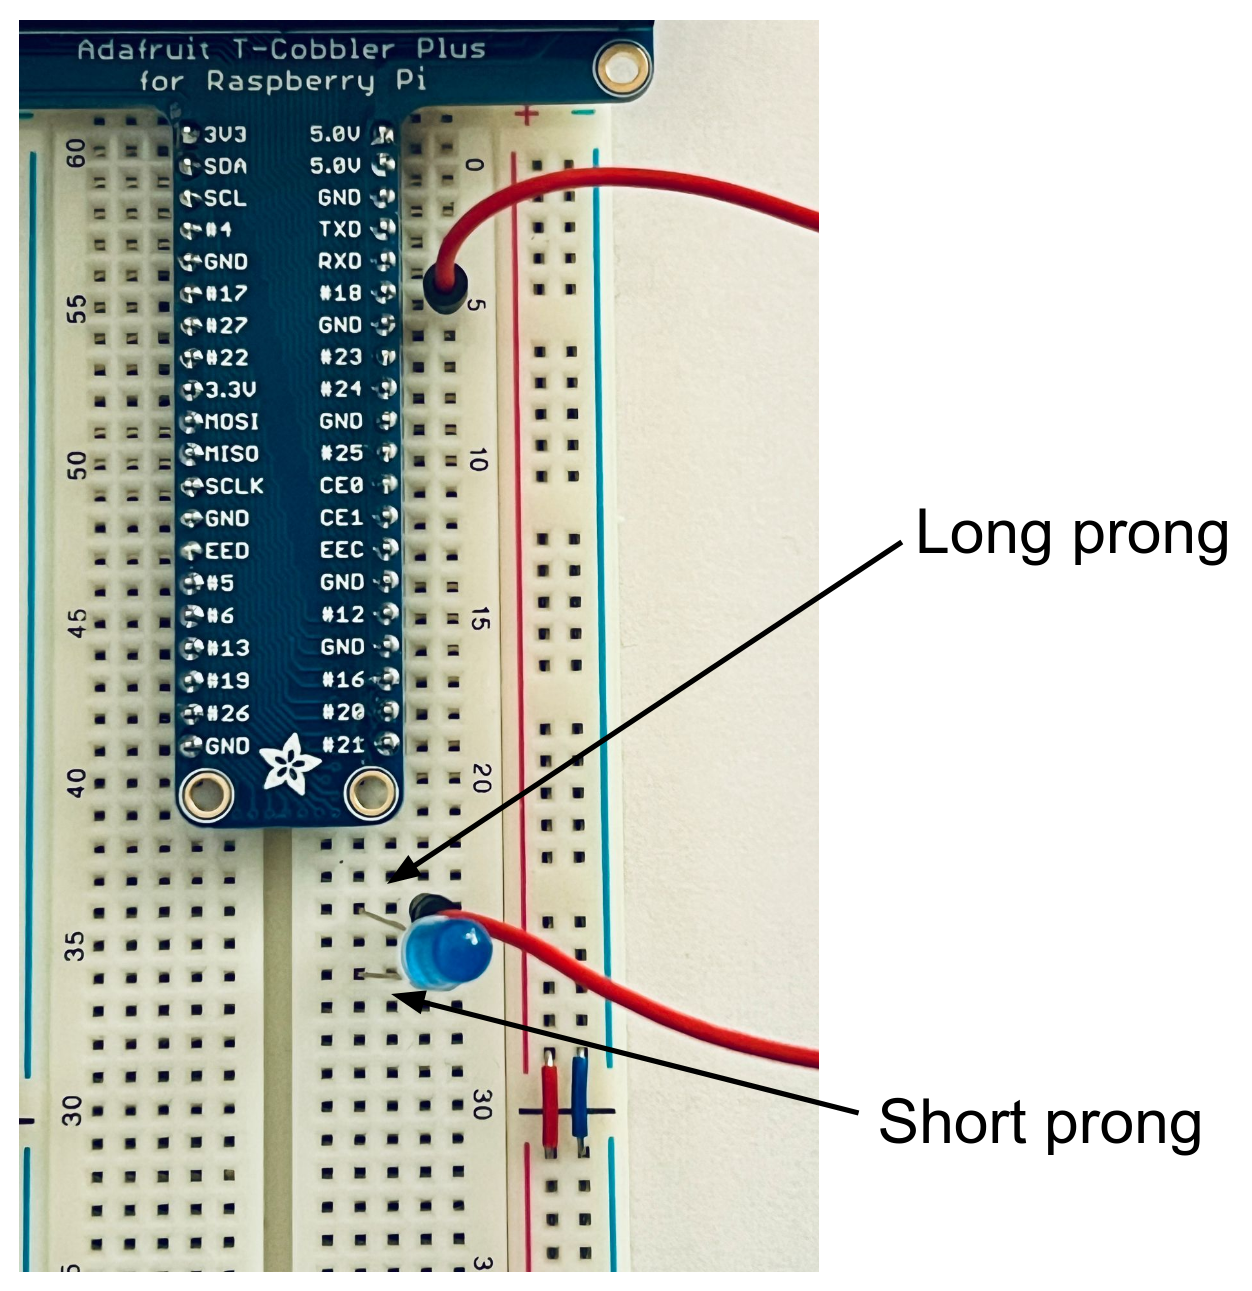 Adafruit T-Cobbler Plus
for Raspberry Pi
+ -
3V3 5.0V
SDA 5.0V
SCL GND
#4 TXD
GND RXD
#17 #18
#27 GND
#22 #23
3.3V #24
MOSI GND
MISO #25
SCLK CE0
GND CE1
EED EEC
#5 GND
#6 #12
#13 GND
#19 #16
#26 #20
GND #21
60
55
50
45
40
35
30
0
5
10
15
20
30
3
Long prong
Short prong